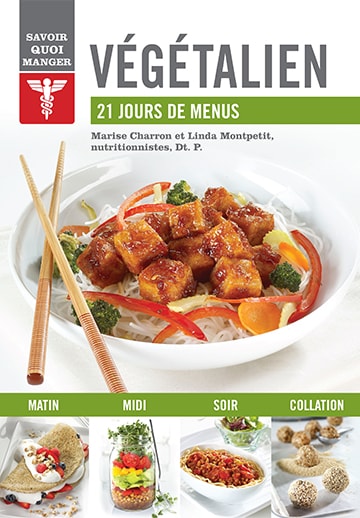 SAVOIR
QUOI
MANGER
VÉGÉTALIEN
21 JOURS DE MENUS
Marise Charron et Linda Montpetit,
nutritionnistes, Dt. P.
MATIN
MIDI
SOIR
COLLATION